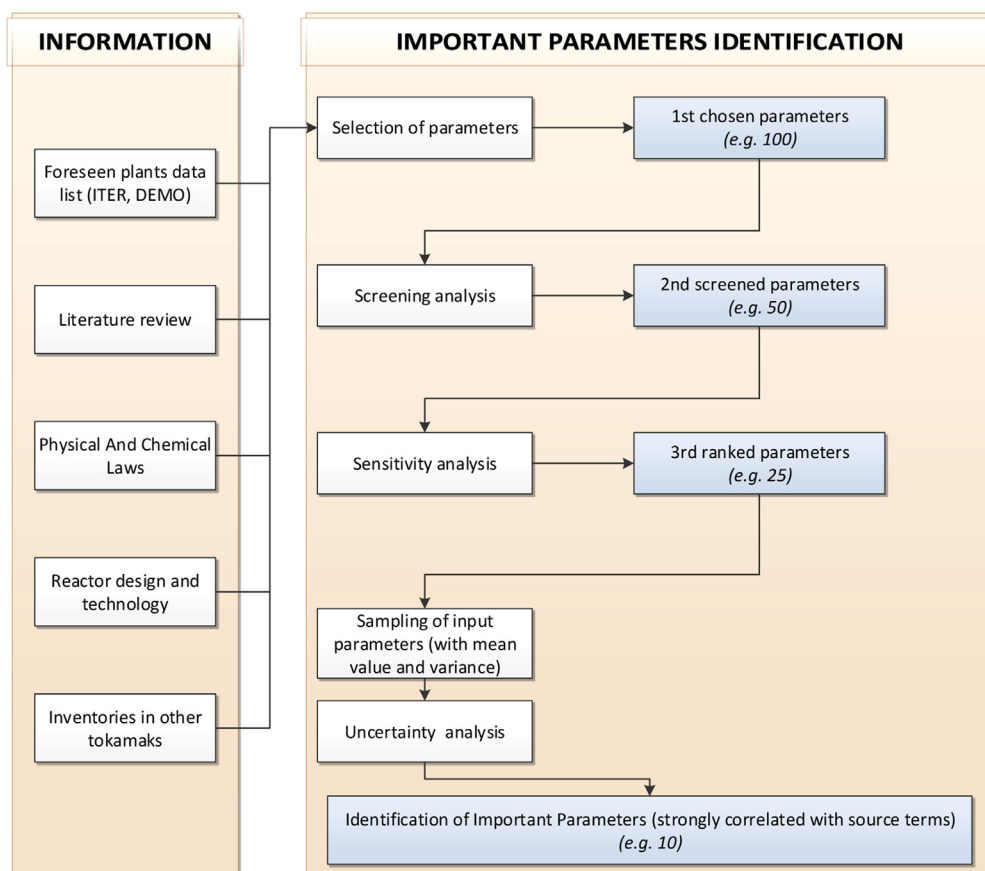 INFORMATION
Foreseen plants data
list (ITER, DEMO)
Literature review
Physical And Chemical
Laws
Reactor design and
technology
Inventories in other
tokamaks
IMPORTANT PARAMETERS IDENTIFICATION
Selection of parameters
1st chosen parameters
(e.g. 100)
Screening analysis
2nd screened parameters
(e.g. 50)
Sensitivity analysis
3rd ranked parameters
(e.g. 25)
Sampling of input
parameters (with mean
value and variance)
Uncertainty analysis
Identification of Important Parameters (strongly correlated with source terms)
(e.g. 10)